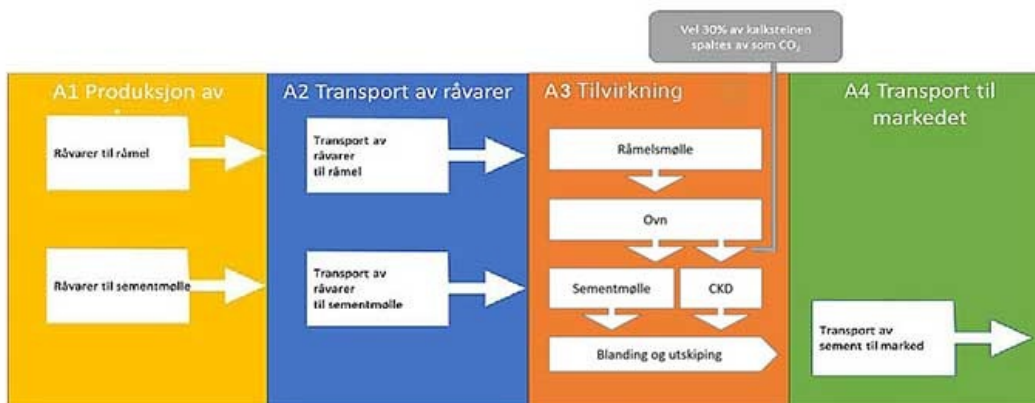 Vel 30% av kalksteinen
spaltes av som CO₂
A1 Produksjon av
A2 Transport av råvarer
A3 Tilvirkning
A4 Transport til
markedet
Råvarer til råmel
Transport av
råvarer
til råmel
Råmelsmølle
Ovn
Råvarer til sementmølle
Transport av
råvarer
til sementmølle
Sementmølle
CKD
Blanding og utskiping
Transport av
sement til marked